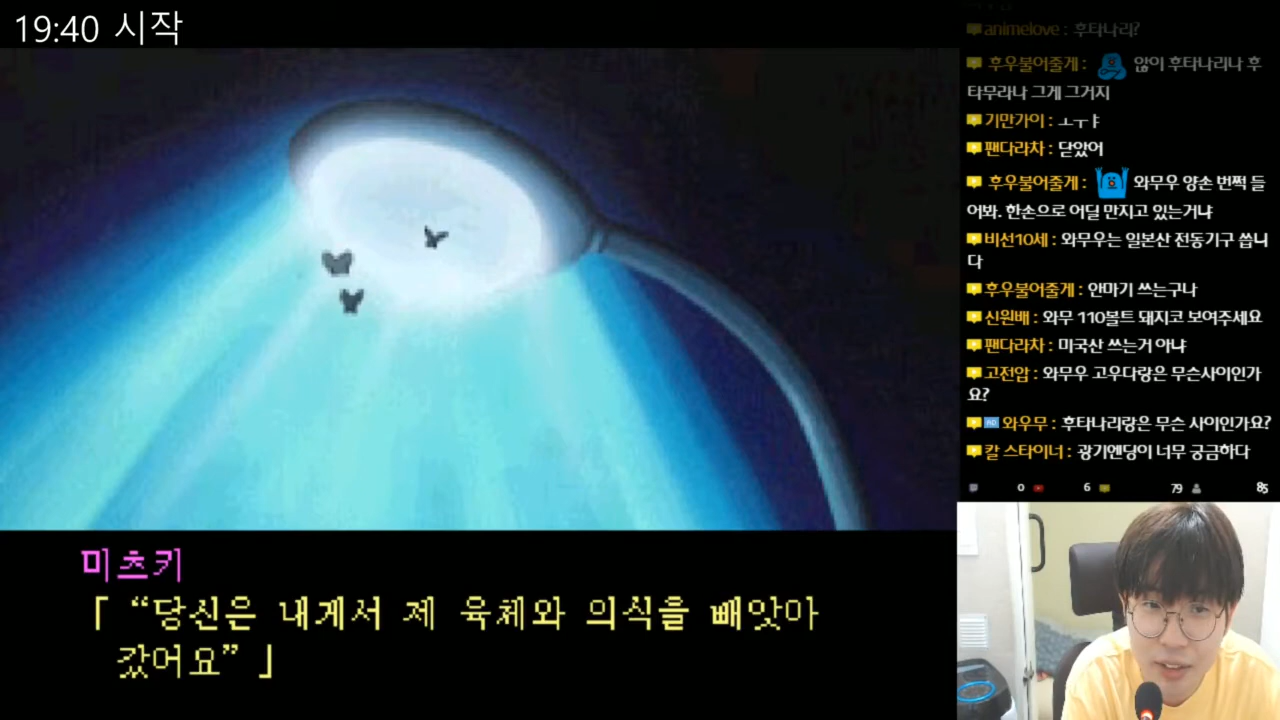 19:40 시작
animelove : 후타나리?
후우불어줄게 : 않이 후타나리나 후
타무라나 그게 그거지
기만가이 : ㅗㅜㅑ
팬다라차 : 닫았어
후우불어줄게 : 와무우 양손 번쩍 들
어봐. 한손으로 어딜 만지고 있는거냐
비선10세 : 와무우는 일본산 전동기구 씁니
다
후우불어줄게 : 안마기 쓰는구나
신원배 : 와무 110볼트 돼지코 보여주세요
팬다라차 : 미국산 쓰는거 아냐
고전압 : 와무우 고우다랑은 무슨사이인가
요?
와우무 : 후타나리랑은 무슨 사이인가요?
칼 스타이너 : 광기엔딩이 너무 궁금하다
0 6 79 85
미츠키
「 “당신은 내게서 제 육체와 의식을 빼앗아
갔어요” 」